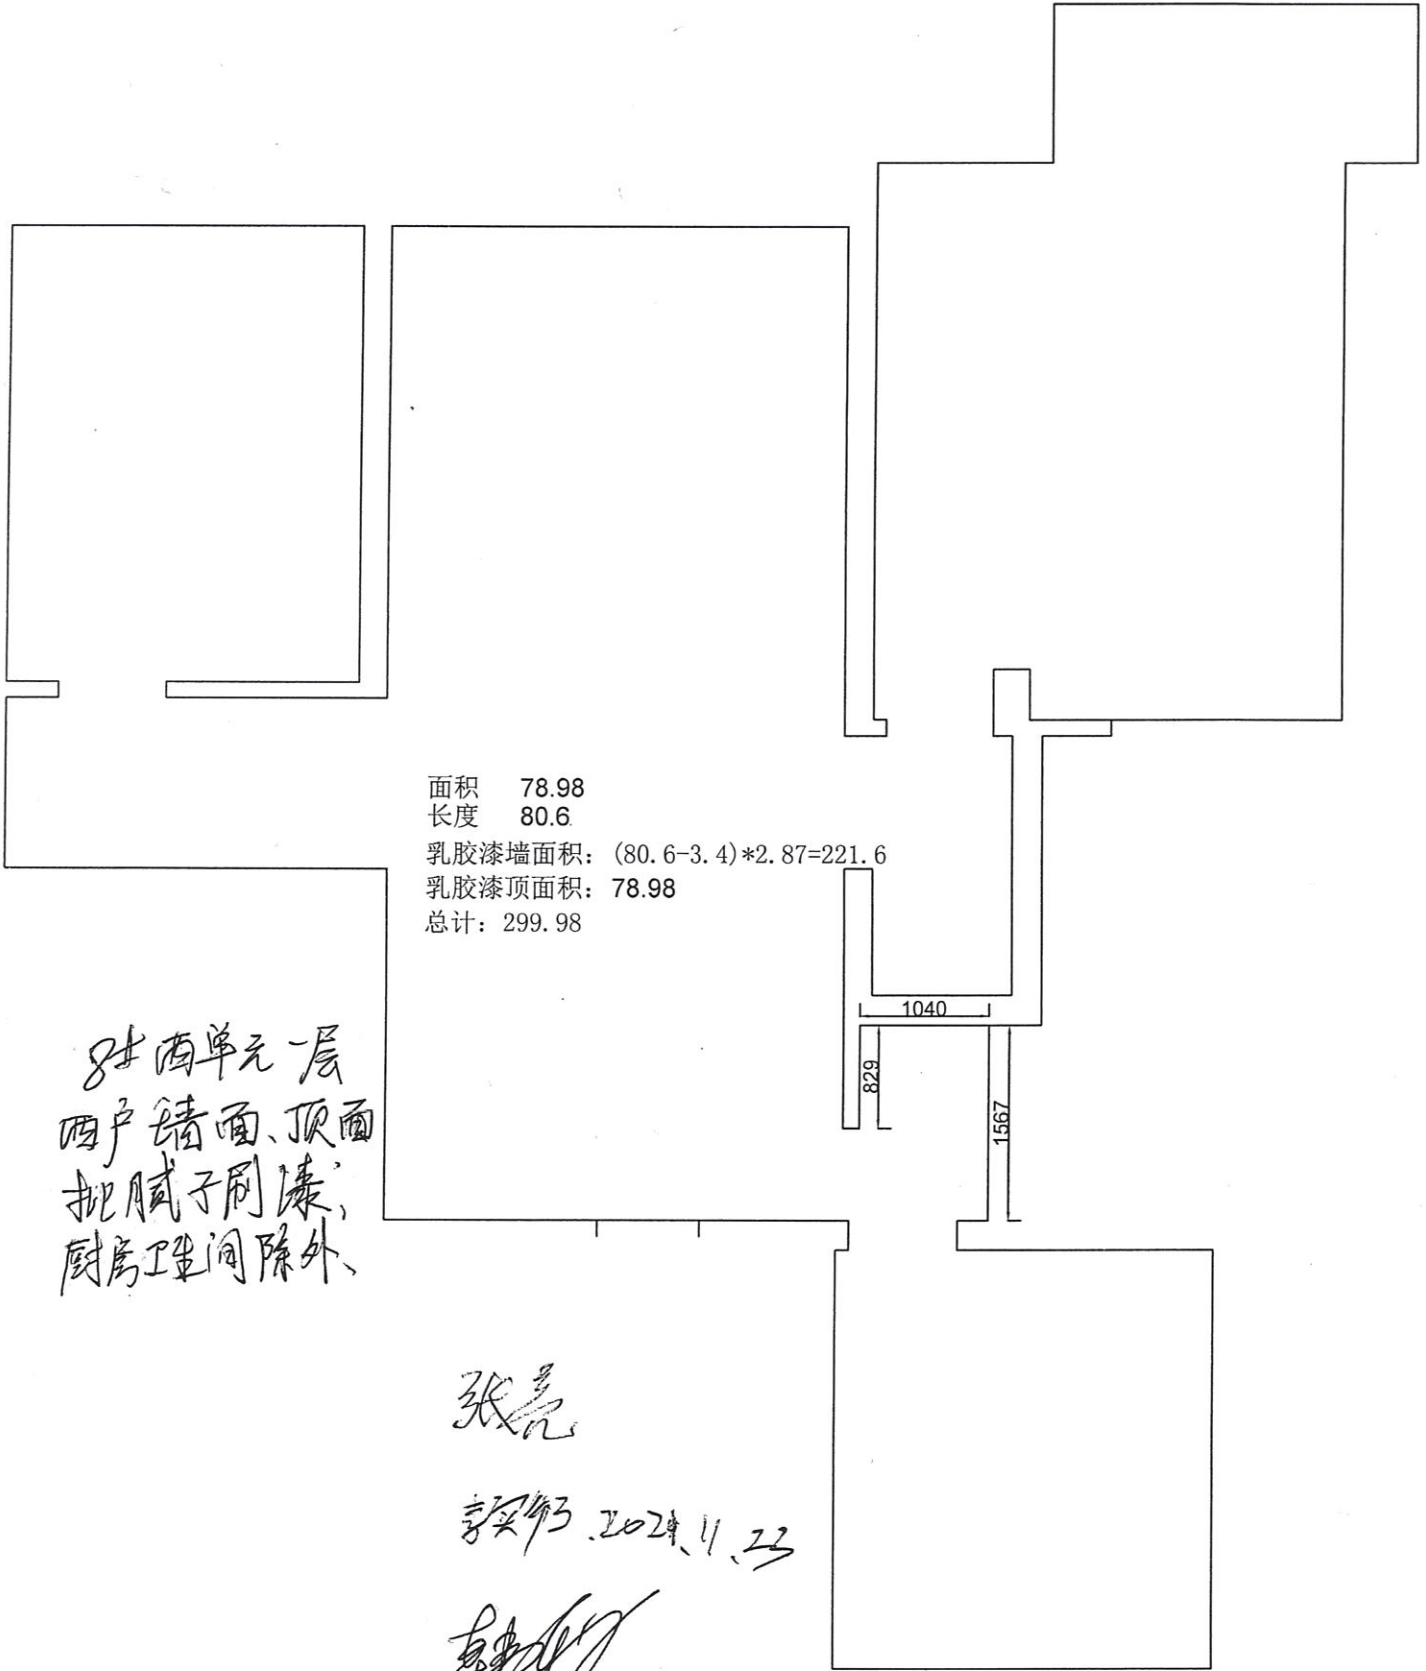 面积 78.98
长度 80.6
乳胶漆墙面积：(80.6-3.4)*2.87=221.6
乳胶漆顶面积：78.98
总计：299.98
1040
829
1567
8# 西单元一层
西户墙面、顶面
批腻子刷漆，
厨房卫生间除外、
张亮
.2021、11、23